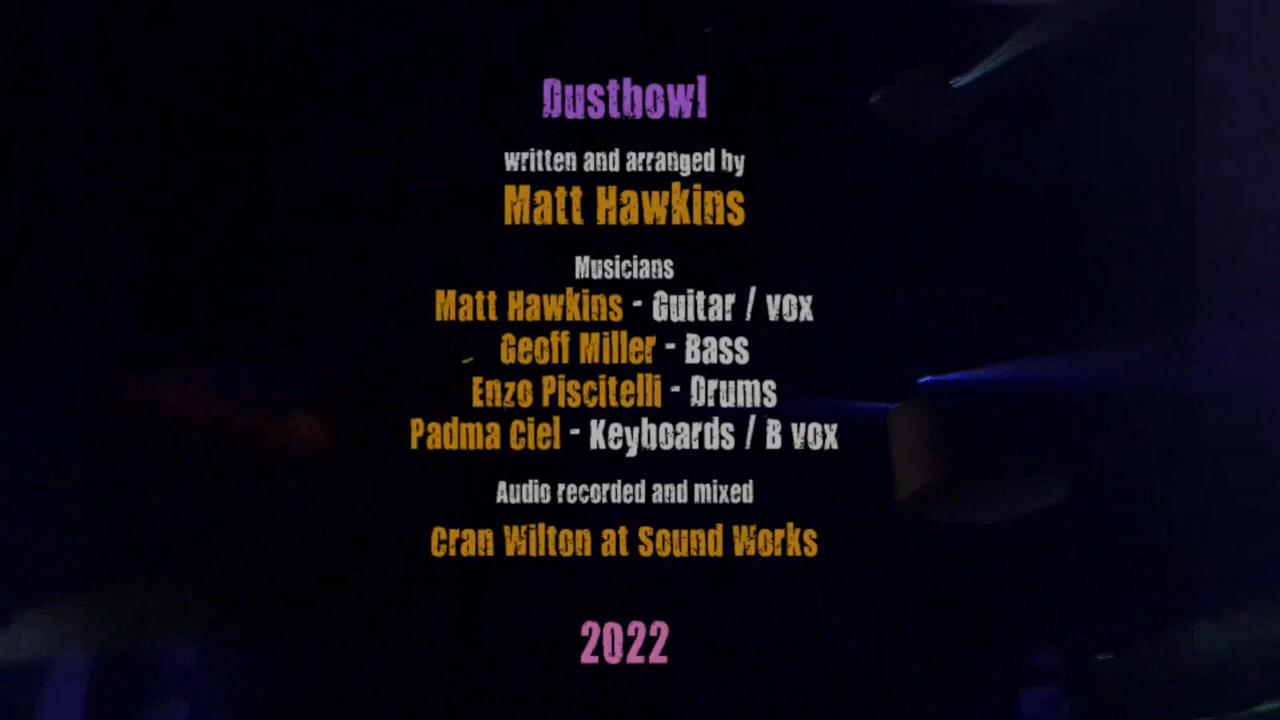 Dustbowl
written and arranged by
Matt Hawkins
Musicians
Matt Hawkins - Guitar / vox
Geoff Miller - Bass
Enzo Piscitelli - Drums
Padma Ciel - Keyboards / B vox
Audio recorded and mixed
Cran Wilton at Sound Works
2022